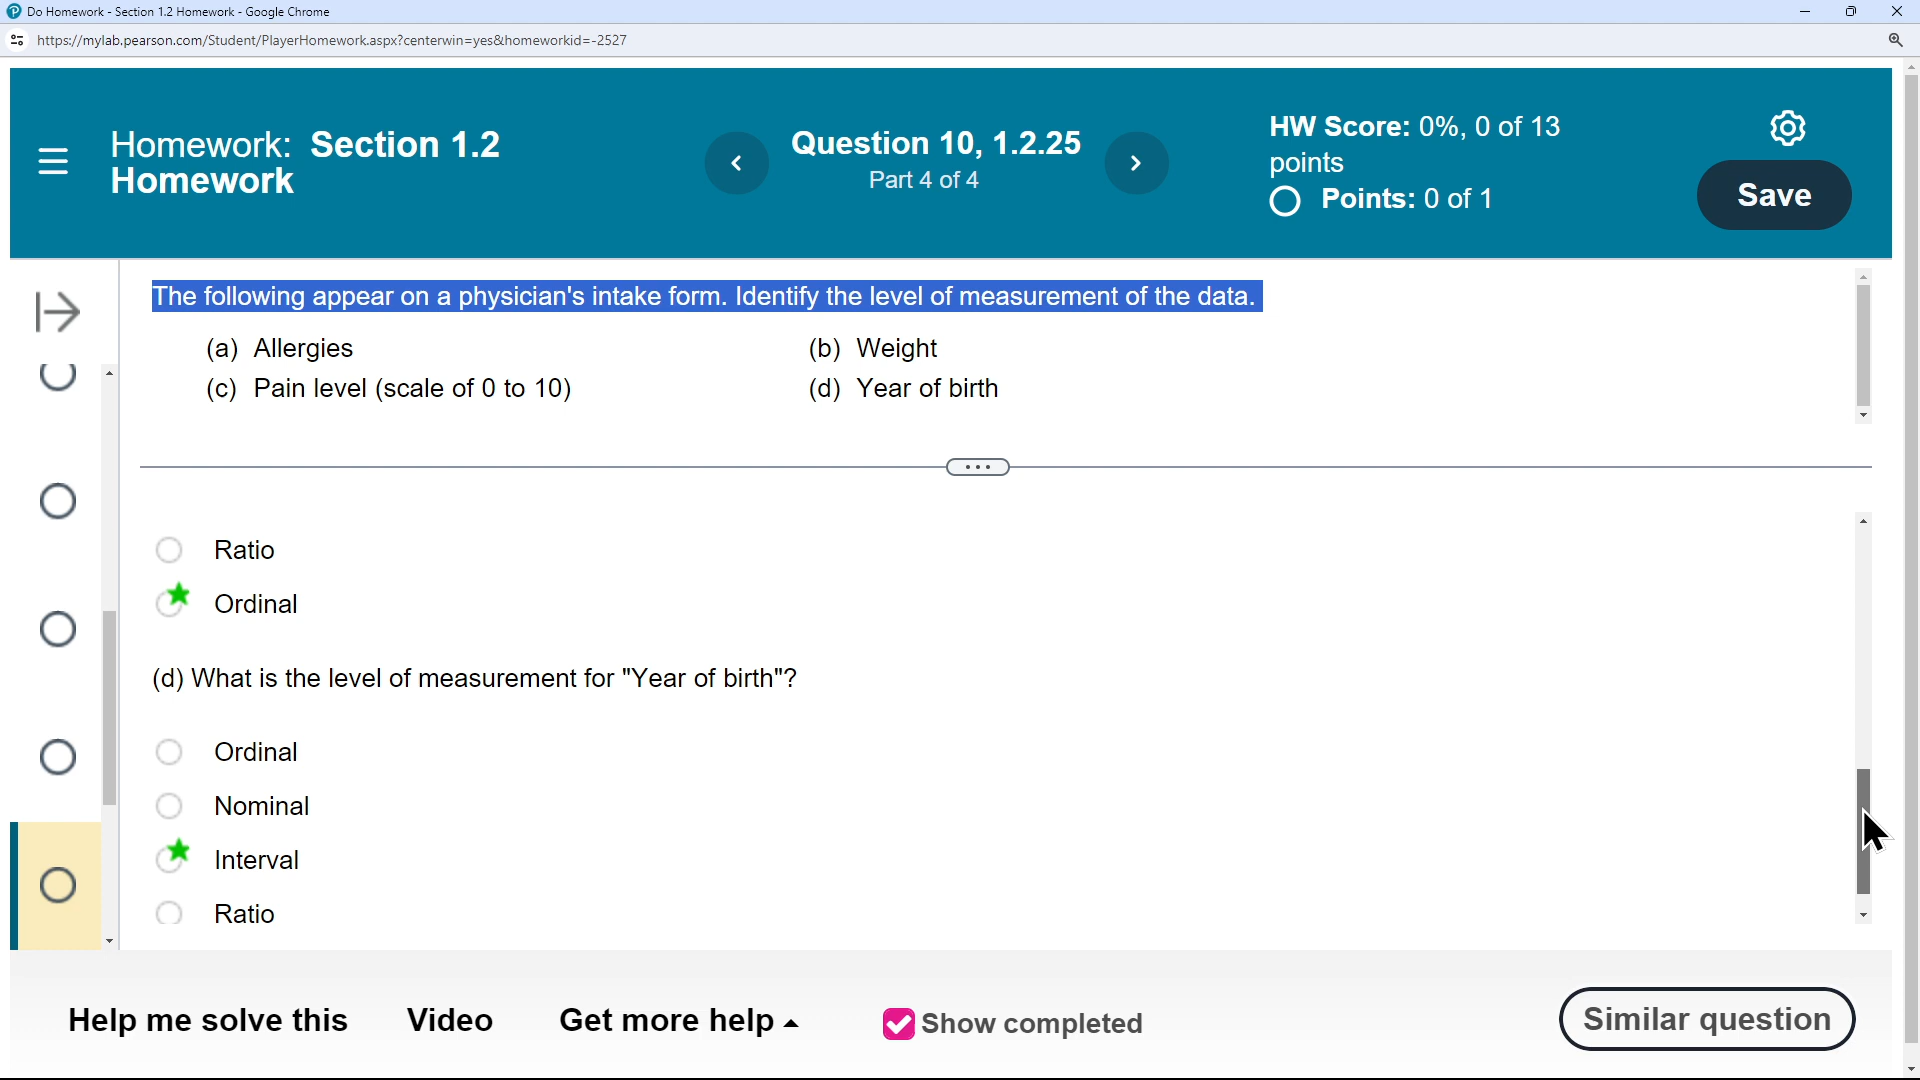 Do Homework - Section 1.2 Homework - Google Chrome
https://mylab.pearson.com/Student/PlayerHomework.aspx?centerwin=yes&homeworkid=-2527
Homework: Section 1.2
Homework
Question 10, 1.2.25
Part 4 of 4
HW Score: 0%, 0 of 13
points
Points: 0 of 1
Save
The following appear on a physician's intake form. Identify the level of measurement of the data.
(a) Allergies (b) Weight
(c) Pain level (scale of 0 to 10) (d) Year of birth
Ratio
Ordinal
(d) What is the level of measurement for "Year of birth"?
Ordinal
Nominal
Interval
Ratio
Help me solve this Video Get more help Show completed Similar question